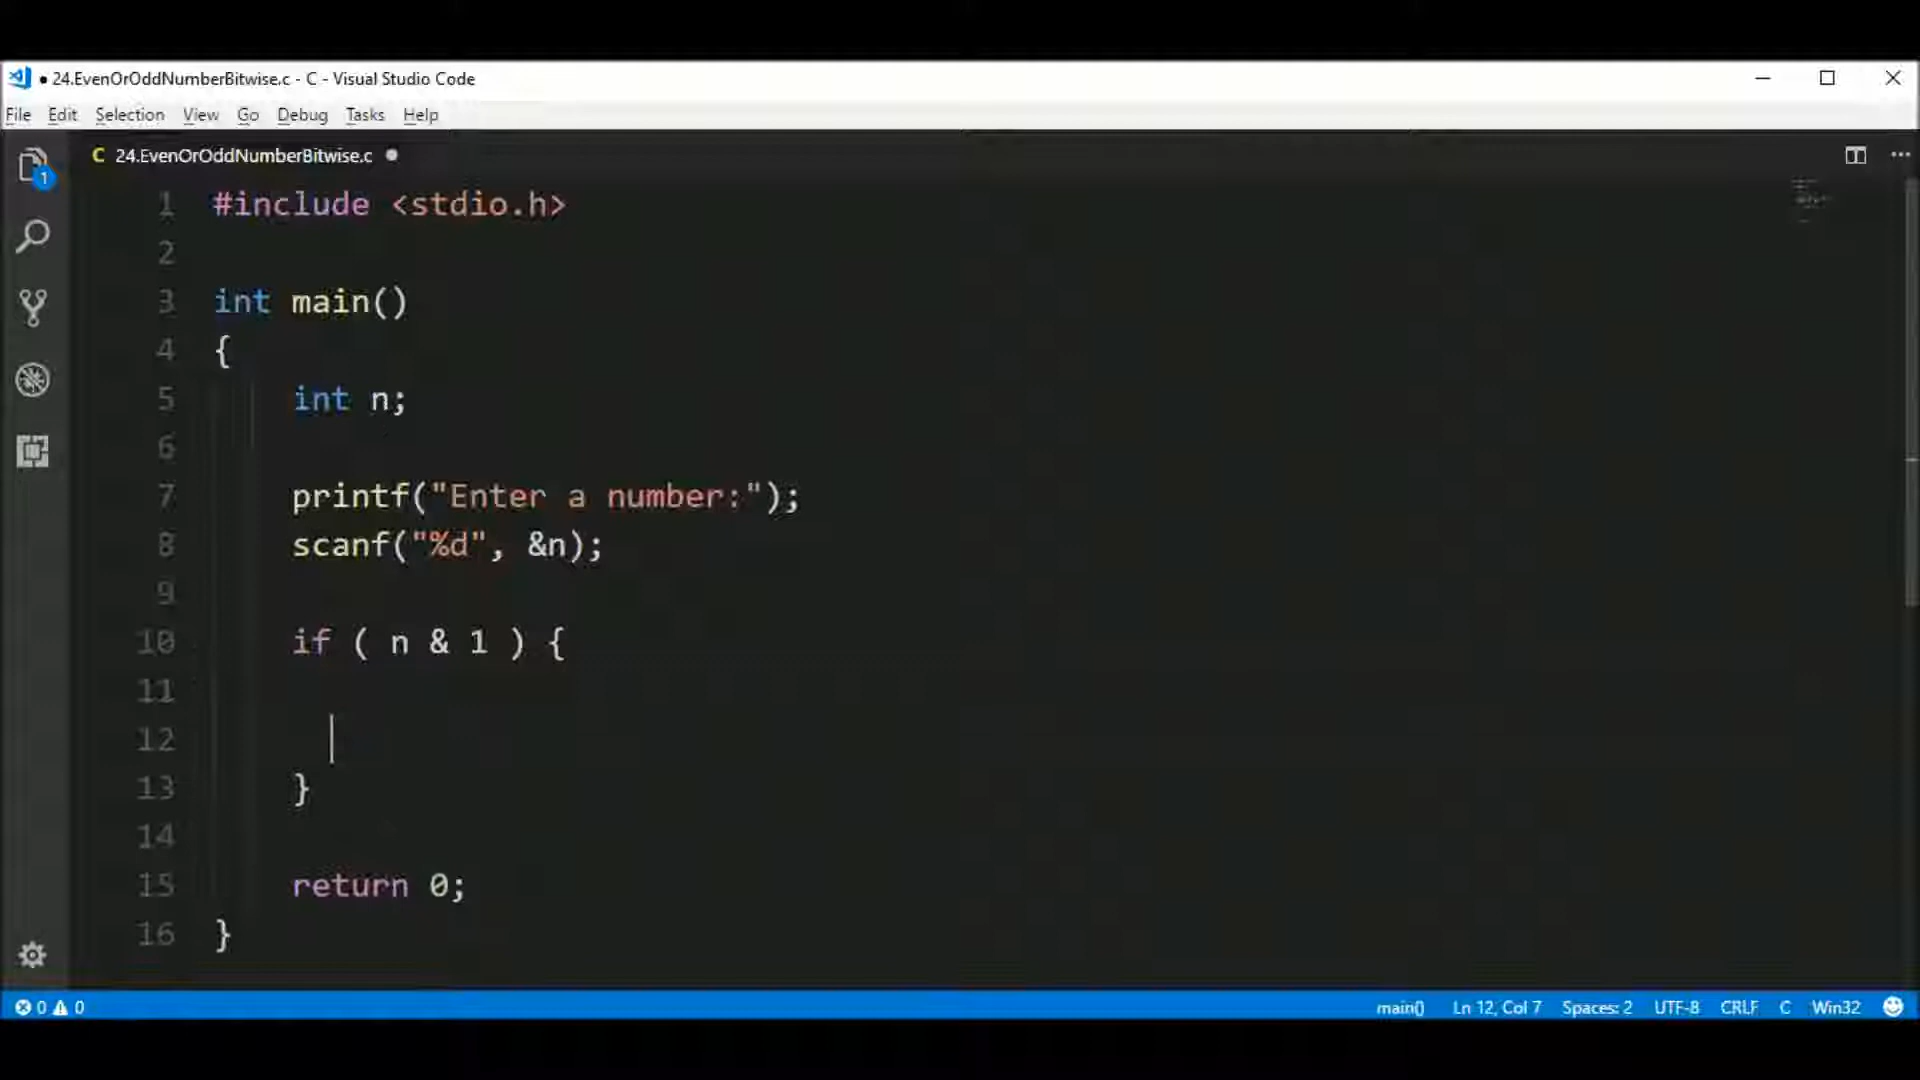 ● 24.EvenOrOddNumberBitwise.c - C - Visual Studio Code
File Edit Selection View Go Debug Tasks Help
1
C 24.EvenOrOddNumberBitwise.c ●
1 #include <stdio.h>
2
3 int main()
4 {
5 int n;
6
7 printf("Enter a number:");
8 scanf("%d", &n);
9
10 if ( n & 1 ) {
11
12
13 }
14
15 return 0;
16 }
0 0 main() Ln 12, Col 7 Spaces: 2 UTF-8 CRLF C Win32